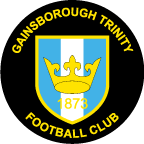 GAINSBOROUGH TRINITY
1873
FOOTBALL CLUB